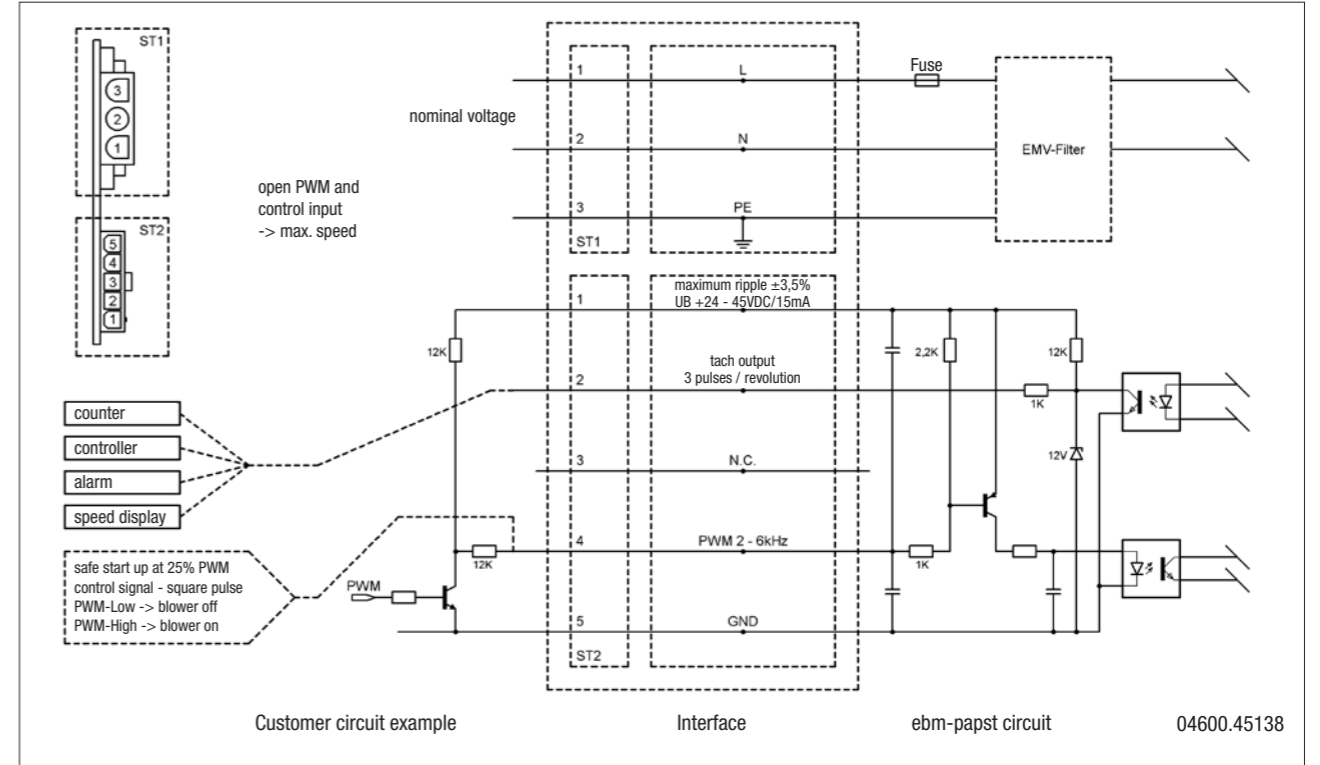 ST1
3
2
1
ST2
5
4
3
2
1
nominal voltage
open PWM and
control input
-> max. speed
1
L
Fuse
2
N
EMV-Filter
3
PE
ST1
1
maximum ripple ±3,5%
UB +24 - 45VDC/15mA
12K
2,2K
12K
2
tach output
3 pulses / revolution
1K
counter
controller
alarm
speed display
3
N.C.
12V
4
PWM 2 - 6kHz
12K
1K
safe start up at 25% PWM
control signal - square pulse
PWM-Low -> blower off
PWM-High -> blower on
PWM
5
GND
ST2
Customer circuit example
Interface
ebm-papst circuit
04600.45138